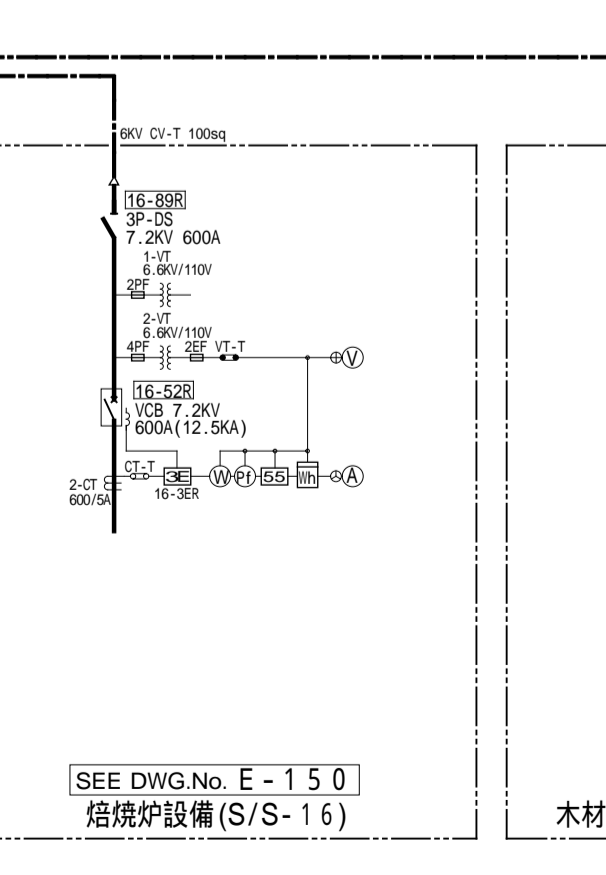 6KV CV-T 100sq
16-89R
3P-DS
7.2KV 600A
1-VT
6.6KV/110V
2PF
2-VT
6.6KV/110V
4PF 2EF VT-T
V
16-52R
VCB 7.2KV
600A(12.5KA)
CT-T
2-CT
600/5A
3E W Pf 55 Wh A
16-3ER
SEE DWG.No. E-150
焙焼炉設備(S/S-16)
木材